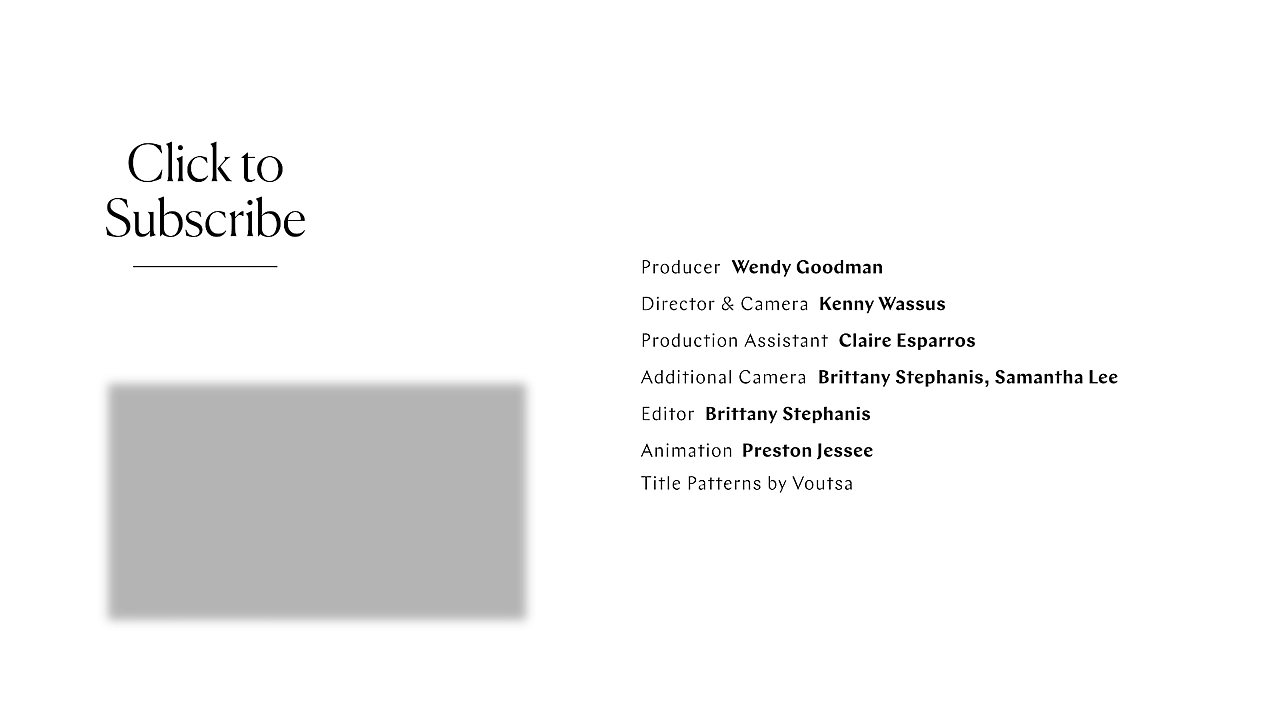 Click to
Subscribe
Producer Wendy Goodman
Director & Camera Kenny Wassus
Production Assistant Claire Esparros
Additional Camera Brittany Stephanis, Samantha Lee
Editor Brittany Stephanis
Animation Preston Jessee
Title Patterns by Voutsa